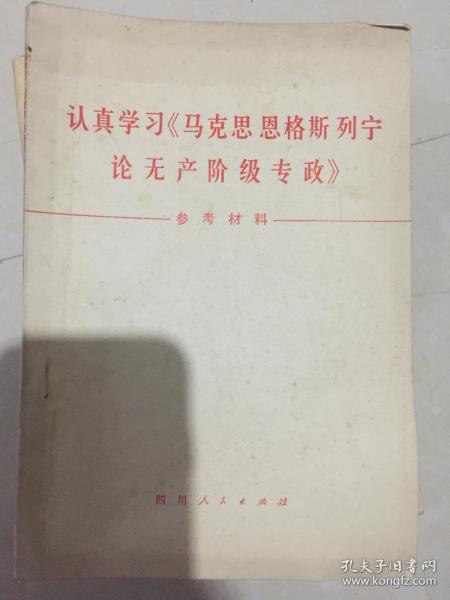 认真学习《马克思恩格斯列宁
论无产阶级专政》
参考材料
四川人民出版社
孔夫子旧书网
www.kongfz.com